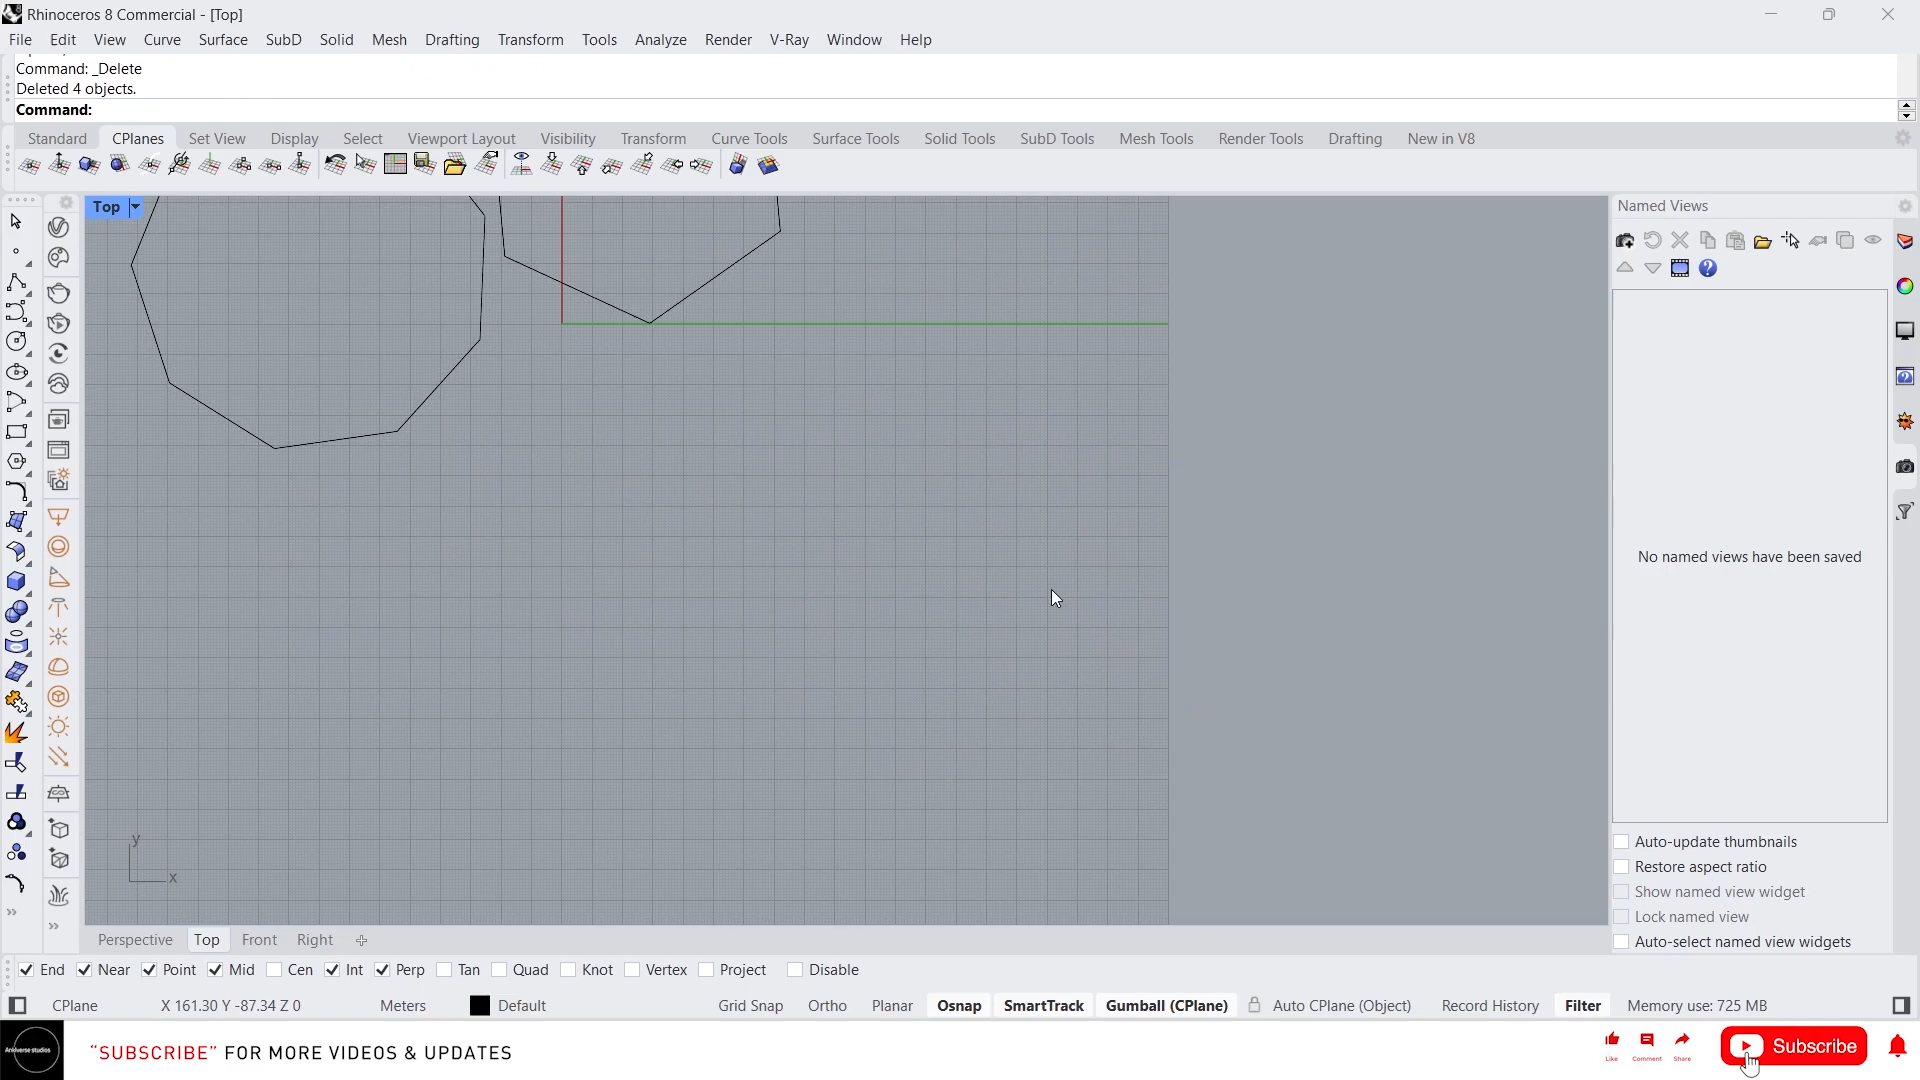 Rhinoceros 8 Commercial - [Top]
File Edit View Curve Surface SubD Solid Mesh Drafting Transform Tools Analyze Render V-Ray Window Help
Command: _Delete
Deleted 4 objects.
Command:
Standard CPlanes Set View Display Select Viewport Layout Visibility Transform Curve Tools Surface Tools Solid Tools SubD Tools Mesh Tools Render Tools Drafting New in V8
Top
Named Views
No named views have been saved
Auto-update thumbnails
Restore aspect ratio
Show named view widget
Lock named view
Auto-select named view widgets
y
x
Perspective Top Front Right
End Near Point Mid Cen Int Perp Tan Quad Knot Vertex Project Disable
CPlane X 161.30 Y -87.34 Z 0 Meters Default Grid Snap Ortho Planar Osnap SmartTrack Gumball (CPlane) Auto CPlane (Object) Record History Filter Memory use: 725 MB
“SUBSCRIBE” FOR MORE VIDEOS & UPDATES
Like Comment Share
Subscribe